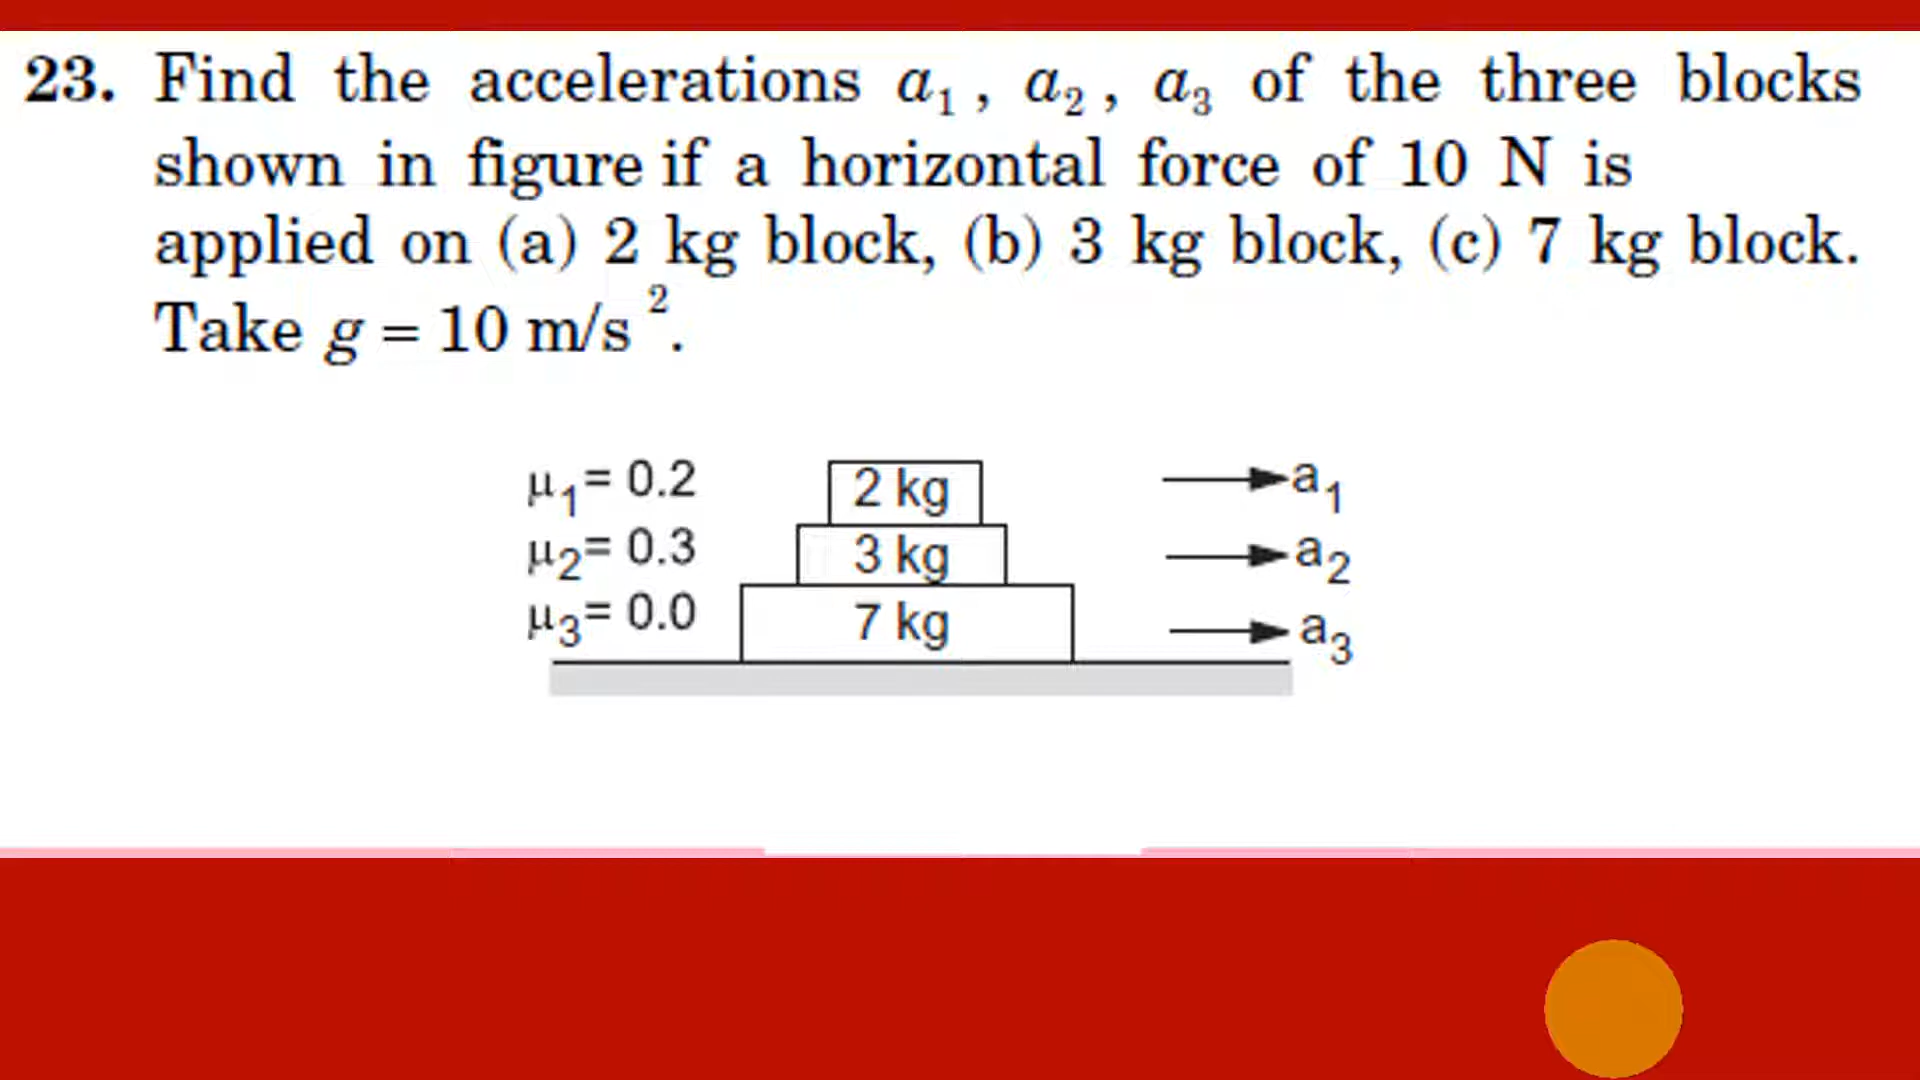 23. Find the accelerations a₁, a₂, a₃ of the three blocks
shown in figure if a horizontal force of 10 N is
applied on (a) 2 kg block, (b) 3 kg block, (c) 7 kg block.
Take g = 10 m/s².
μ₁= 0.2 2 kg a₁
μ₂= 0.3 3 kg a₂
μ₃= 0.0 7 kg a₃